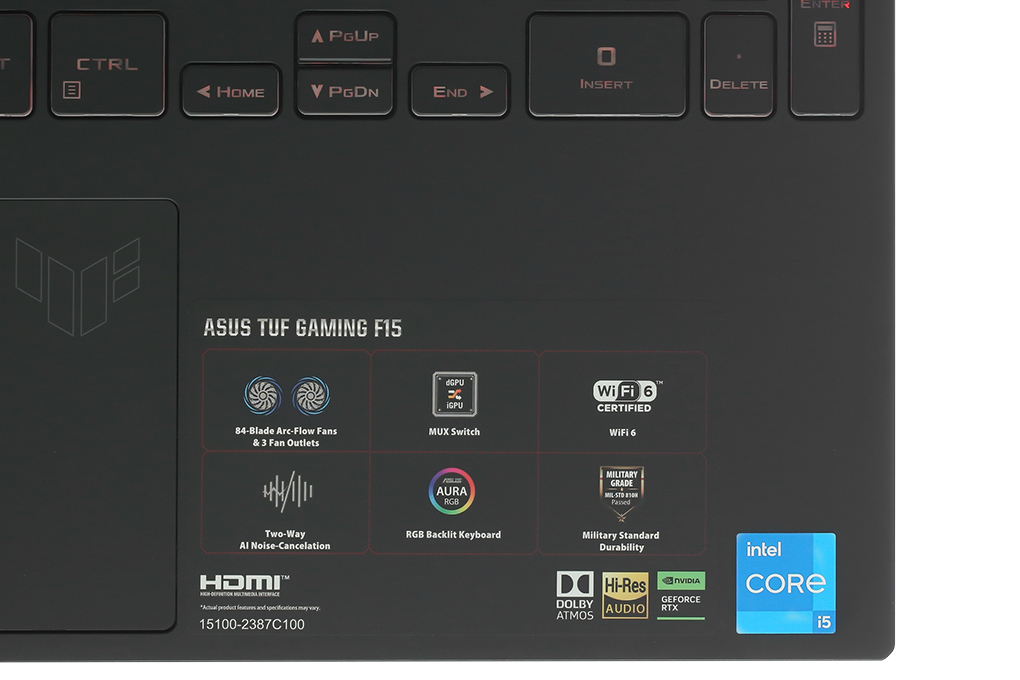 ENTER
T
CTRL
PGUP
HOME
PGDN
END
0
INSERT
.
DELETE
ASUS TUF GAMING F15
84-Blade Arc-Flow Fans
& 3 Fan Outlets
dGPU
iGPU
MUX Switch
Wi Fi 6™
CERTIFIED
WiFi 6
Two-Way
AI Noise-Cancelation
AURA
RGB
RGB Backlit Keyboard
MILITARY
GRADE
MIL-STD 810H
Passed
Military Standard
Durability
HDMI™
HIGH-DEFINITION MULTIMEDIA INTERFACE
*Actual product features and specifications may vary.
15100-2387C100
DOLBY
ATMOS
Hi-Res
AUDIO
NVIDIA
GEFORCE
RTX
intel
CORE
i5